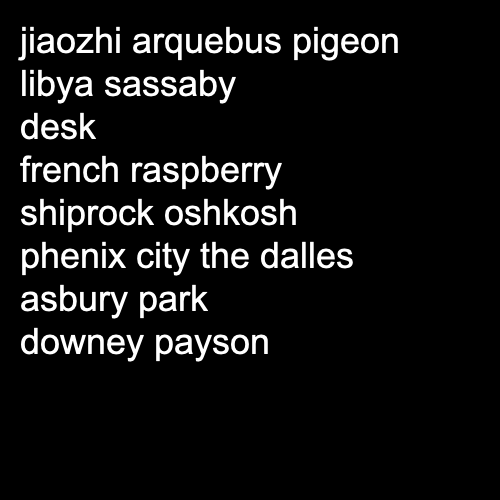 jiaozhi arquebus pigeon
libya sassaby
desk
french raspberry
shiprock oshkosh
phenix city the dalles
asbury park
downey payson